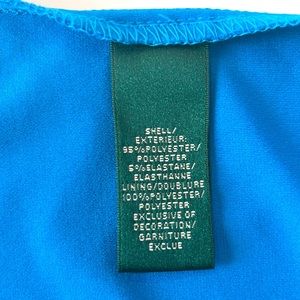 SHELL/
EXTERIEUR:
95%POLYESTER/
POLYESTER
5%ELASTANE/
ELASTHANNE
LINING/DOUBLURE
100%POLYESTER/
POLYESTER
EXCLUSIVE OF
DECORATION/
GARNITURE
EXCLUE